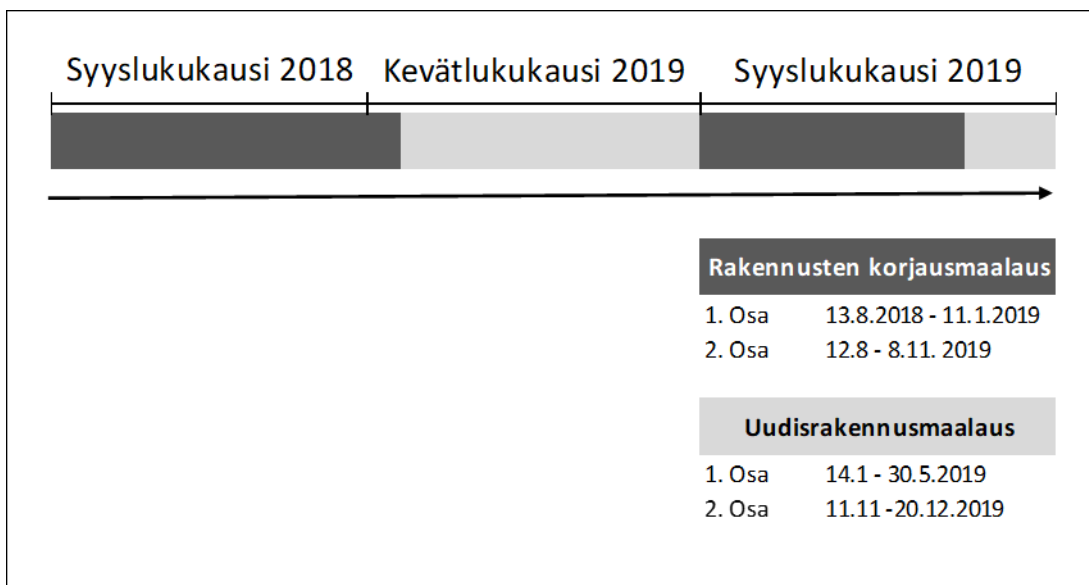 Syyslukukausi 2018 Kevätlukukausi 2019 Syyslukukausi 2019
Rakennusten korjausmaalaus
1. Osa 13.8.2018 - 11.1.2019
2. Osa 12.8 - 8.11. 2019
Uudisrakennusmaalaus
1. Osa 14.1 - 30.5.2019
2. Osa 11.11 -20.12.2019